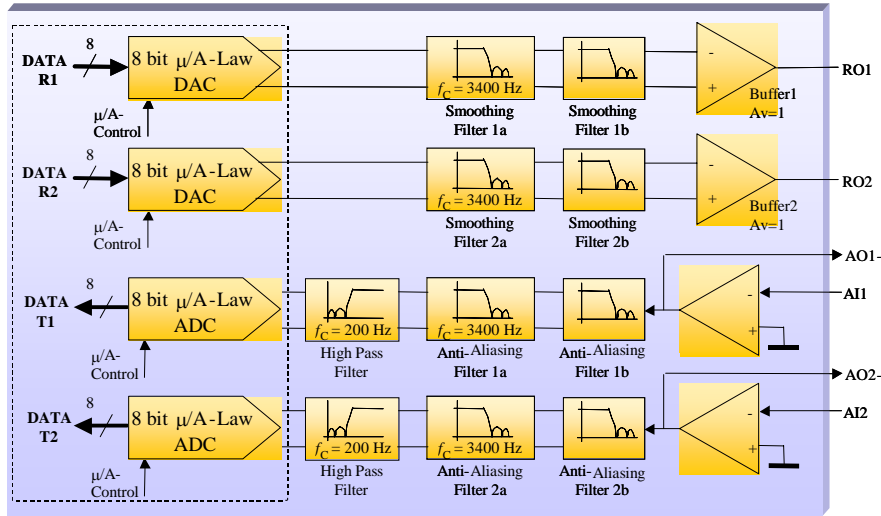 DATA
R1
8
8 bit μ/A-Law
DAC
μ/A-
Control
fC = 3400 Hz
Smoothing
Filter 1a
Smoothing
Filter 1b
-
+
Buffer1
Av=1
RO1
DATA
R2
8
8 bit μ/A-Law
DAC
μ/A-
Control
fC = 3400 Hz
Smoothing
Filter 2a
Smoothing
Filter 2b
-
+
Buffer2
Av=1
RO2
DATA
T1
8
8 bit μ/A-Law
ADC
μ/A-
Control
fC = 200 Hz
High Pass
Filter
fC = 3400 Hz
Anti-Aliasing
Filter 1a
Anti-Aliasing
Filter 1b
-
+
AO1-
AI1
DATA
T2
8
8 bit μ/A-Law
ADC
μ/A-
Control
fC = 200 Hz
High Pass
Filter
fC = 3400 Hz
Anti-Aliasing
Filter 2a
Anti-Aliasing
Filter 2b
-
+
AO2-
AI2